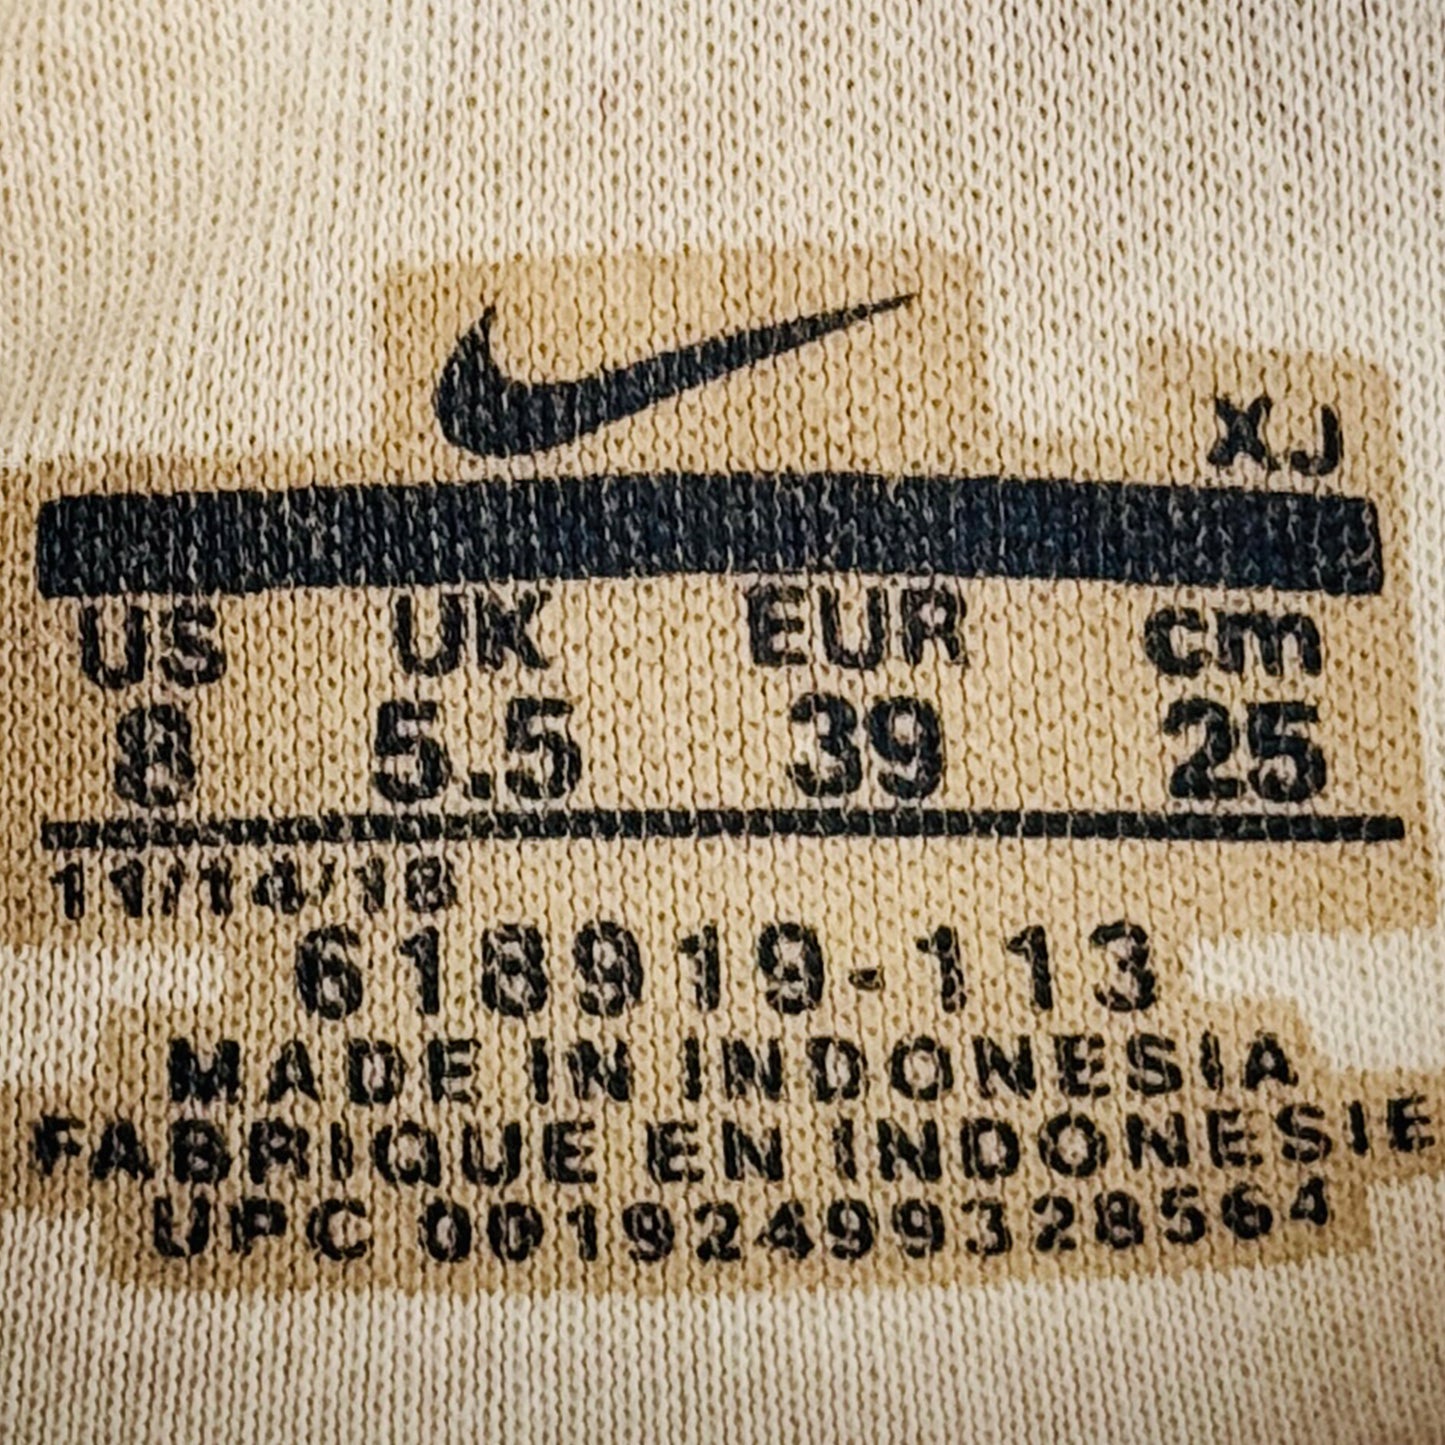 XJ
US UK EUR cm
8 5.5 39 25
11/14/18
618919-113
MADE IN INDONESIA
FABRIQUE EN INDONESIE
UPC 00192499328564